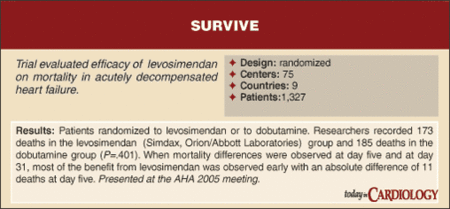 SURVIVE
Trial evaluated efficacy of levosimendan
on mortality in acutely decompensated
heart failure.
✦ Design: randomized
✦ Centers: 75
✦ Countries: 9
✦ Patients:1,327
Results: Patients randomized to levosimendan or to dobutamine. Researchers recorded 173
deaths in the levosimendan (Simdax, Orion/Abbott Laboratories) group and 185 deaths in the
dobutamine group (P=.401). When mortality differences were observed at day five and at day
31, most of the benefit from levosimendan was observed early with an absolute difference of 11
deaths at day five. Presented at the AHA 2005 meeting.
today in CARDIOLOGY